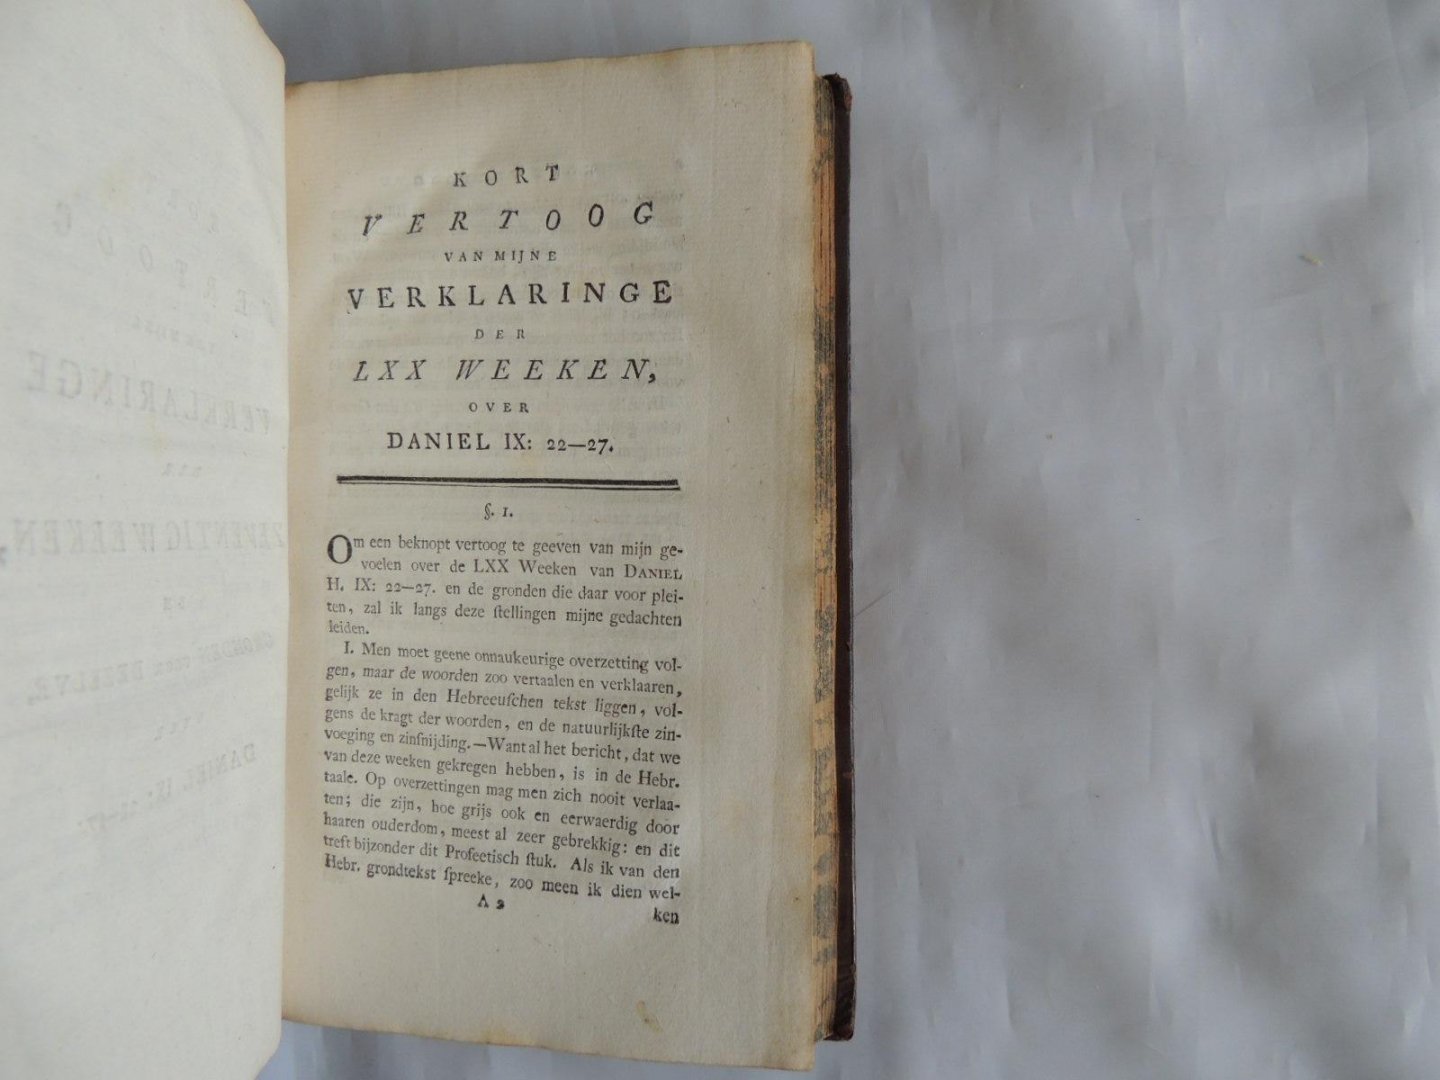 KORT
VERTOOG
VAN MIJNE
VERKLARINGE
DER
LXX WEEKEN,
OVER
DANIEL IX: 22—27.
§. 1.
Om een beknopt vertoog te geeven van mijn ge-
voelen over de LXX Weeken van DANIEL
H. IX: 22—27. en de gronden die daar voor plei-
ten, zal ik langs deze ſtellingen mijne gedachten
leiden.
I. Men moet geene onnaukeurige overzetting vol-
gen, maar de woorden zoo vertaalen en verklaaren,
gelijk ze in den Hebreeuſchen tekst liggen, vol-
gens de kragt der woorden, en de natuurlijkſte zin-
voeging en zinſnijding.—Want al het bericht, dat we
van deze weeken gekregen hebben, is in de Hebr.
taale. Op overzettingen mag men zich nooit verlaa-
ten; die zijn, hoe grijs ook en eerwaerdig door
haaren ouderdom, meest al zeer gebrekkig: en dit
treft bijzonder dit Profeetisch ſtuk. Als ik van den
Hebr. grondtekst ſpreeke, zoo meen ik dien wel-
A 2
ken